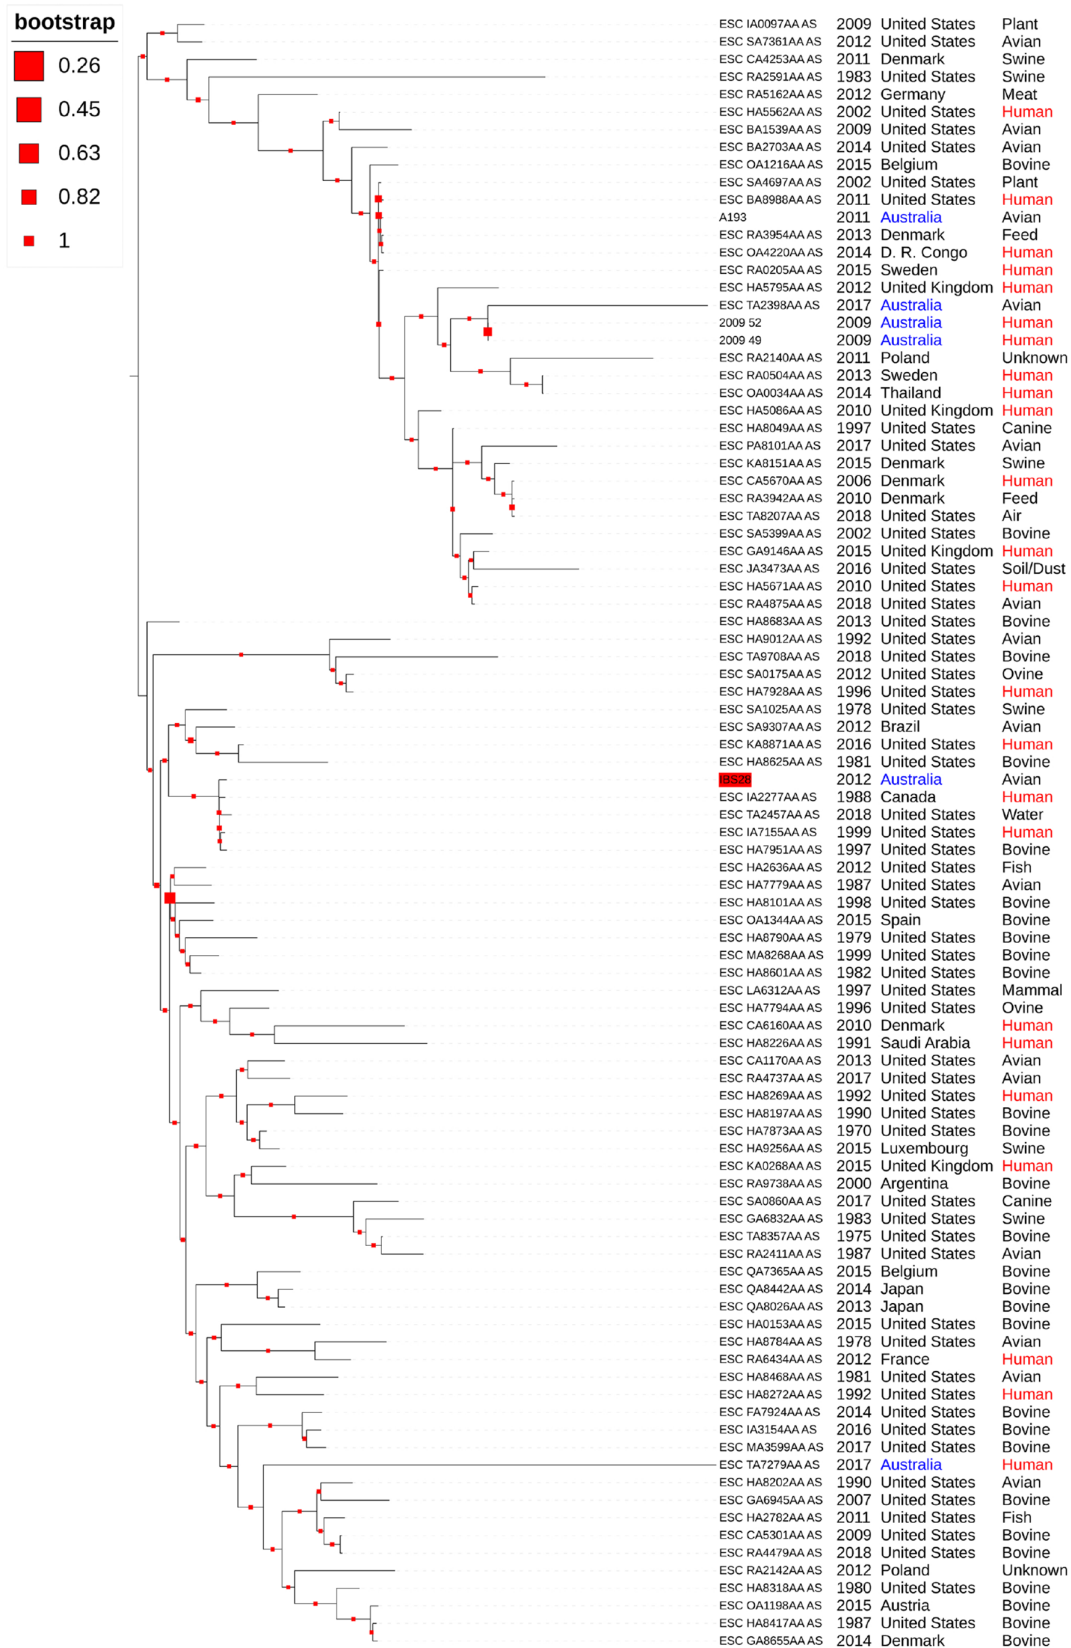 bootstrap
0.26
0.45
0.63
0.82
1
ESC IA0097AA AS 2009 United States Plant
ESC SA7361AA AS 2012 United States Avian
ESC CA4253AA AS 2011 Denmark Swine
ESC RA2591AA AS 1983 United States Swine
ESC RA5162AA AS 2012 Germany Meat
ESC HA5562AA AS 2002 United States Human
ESC BA1539AA AS 2009 United States Avian
ESC BA2703AA AS 2014 United States Avian
ESC OA1216AA AS 2015 Belgium Bovine
ESC SA4697AA AS 2002 United States Plant
ESC BA8988AA AS 2011 United States Human
A193 2011 Australia Avian
ESC RA3954AA AS 2013 Denmark Feed
ESC OA4220AA AS 2014 D. R. Congo Human
ESC RA0205AA AS 2015 Sweden Human
ESC HA5795AA AS 2012 United Kingdom Human
ESC TA2398AA AS 2017 Australia Avian
2009 52 2009 Australia Human
2009 49 2009 Australia Human
ESC RA2140AA AS 2011 Poland Unknown
ESC RA0504AA AS 2013 Sweden Human
ESC OA0034AA AS 2014 Thailand Human
ESC HA5086AA AS 2010 United Kingdom Human
ESC HA8049AA AS 1997 United States Canine
ESC PA8101AA AS 2017 United States Avian
ESC KA8151AA AS 2015 Denmark Swine
ESC CA5670AA AS 2006 Denmark Human
ESC RA3942AA AS 2010 Denmark Feed
ESC TA8207AA AS 2018 United States Air
ESC SA5399AA AS 2002 United States Bovine
ESC GA9146AA AS 2015 United Kingdom Human
ESC JA3473AA AS 2016 United States Soil/Dust
ESC HA5671AA AS 2010 United States Human
ESC RA4875AA AS 2018 United States Avian
ESC HA8683AA AS 2013 United States Bovine
ESC HA9012AA AS 1992 United States Avian
ESC TA9708AA AS 2018 United States Bovine
ESC SA0175AA AS 2012 United States Ovine
ESC HA7928AA AS 1996 United States Human
ESC SA1025AA AS 1978 United States Swine
ESC SA9307AA AS 2012 Brazil Avian
ESC KA8871AA AS 2016 United States Human
ESC HA8625AA AS 1981 United States Bovine
IBS28 2012 Australia Avian
ESC IA2277AA AS 1988 Canada Human
ESC TA2457AA AS 2018 United States Water
ESC IA7155AA AS 1999 United States Human
ESC HA7951AA AS 1997 United States Bovine
ESC HA2636AA AS 2012 United States Fish
ESC HA7779AA AS 1987 United States Avian
ESC HA8101AA AS 1998 United States Bovine
ESC OA1344AA AS 2015 Spain Bovine
ESC HA8790AA AS 1979 United States Bovine
ESC MA8268AA AS 1999 United States Bovine
ESC HA8601AA AS 1982 United States Bovine
ESC LA6312AA AS 1997 United States Mammal
ESC HA7794AA AS 1996 United States Ovine
ESC CA6160AA AS 2010 Denmark Human
ESC HA8226AA AS 1991 Saudi Arabia Human
ESC CA1170AA AS 2013 United States Avian
ESC RA4737AA AS 2017 United States Avian
ESC HA8269AA AS 1992 United States Human
ESC HA8197AA AS 1990 United States Bovine
ESC HA7873AA AS 1970 United States Bovine
ESC HA9256AA AS 2015 Luxembourg Swine
ESC KA0268AA AS 2015 United Kingdom Human
ESC RA9738AA AS 2000 Argentina Bovine
ESC SA0860AA AS 2017 United States Canine
ESC GA6832AA AS 1983 United States Swine
ESC TA8357AA AS 1975 United States Bovine
ESC RA2411AA AS 1987 United States Avian
ESC QA7365AA AS 2015 Belgium Bovine
ESC QA8442AA AS 2014 Japan Bovine
ESC QA8026AA AS 2013 Japan Bovine
ESC HA0153AA AS 2015 United States Bovine
ESC HA8784AA AS 1978 United States Avian
ESC RA6434AA AS 2012 France Human
ESC HA8468AA AS 1981 United States Avian
ESC HA8272AA AS 1992 United States Human
ESC FA7924AA AS 2014 United States Bovine
ESC IA3154AA AS 2016 United States Bovine
ESC MA3599AA AS 2017 United States Bovine
ESC TA7279AA AS 2017 Australia Human
ESC HA8202AA AS 1990 United States Avian
ESC GA6945AA AS 2007 United States Bovine
ESC HA2782AA AS 2011 United States Fish
ESC CA5301AA AS 2009 United States Bovine
ESC RA4479AA AS 2018 United States Bovine
ESC RA2142AA AS 2012 Poland Unknown
ESC HA8318AA AS 1980 United States Bovine
ESC OA1198AA AS 2015 Austria Bovine
ESC HA8417AA AS 1987 United States Bovine
ESC GA8655AA AS 2014 Denmark Bovine